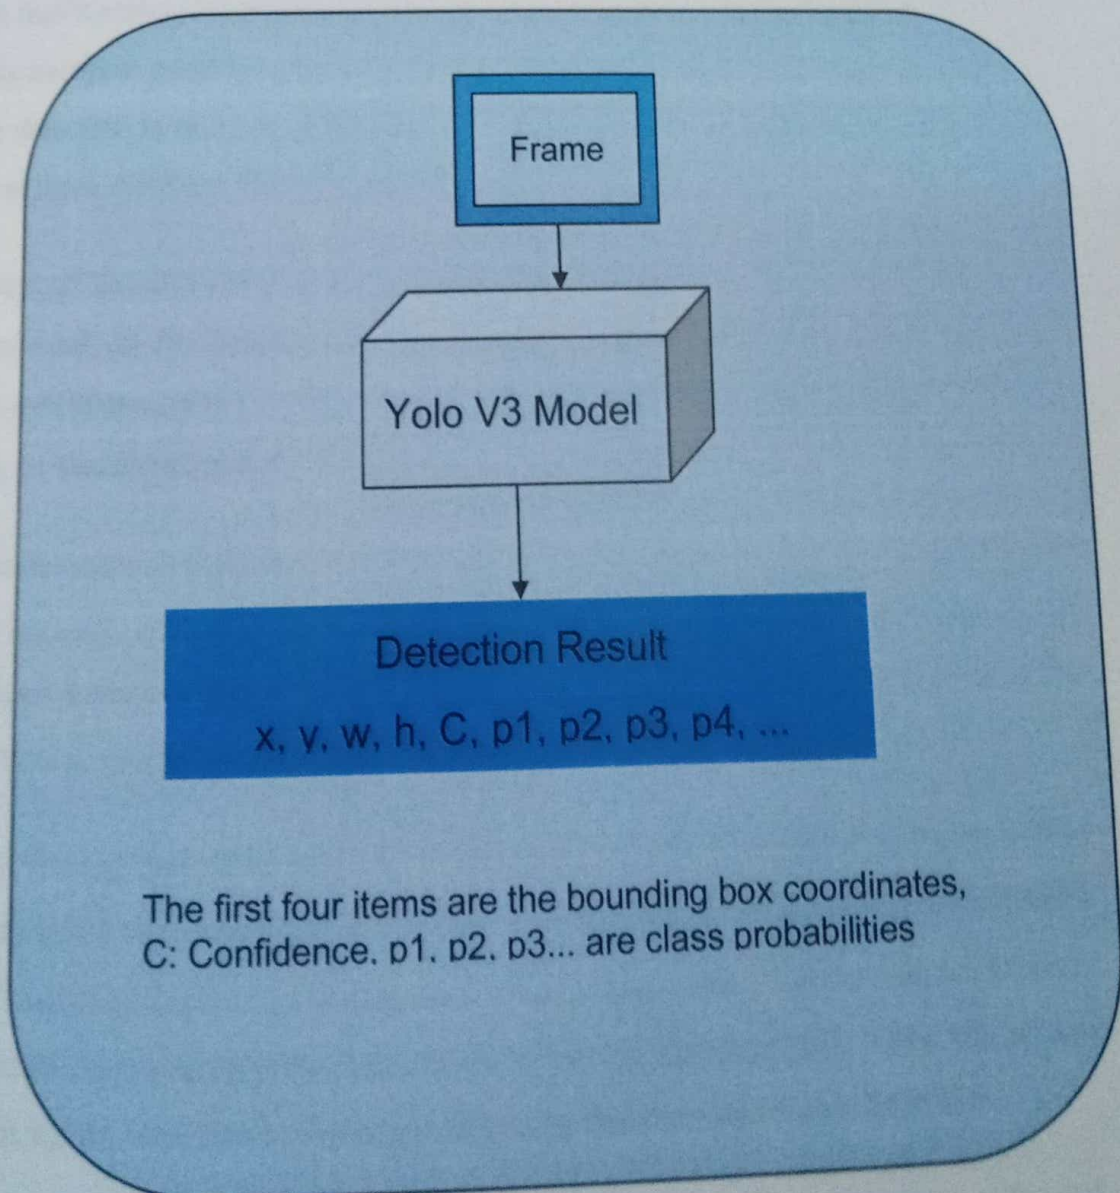 Frame
Yolo V3 Model
Detection Result
x, y, w, h, C, p1, p2, p3, p4, ...
The first four items are the bounding box coordinates,
C: Confidence, p1, p2, p3... are class probabilities